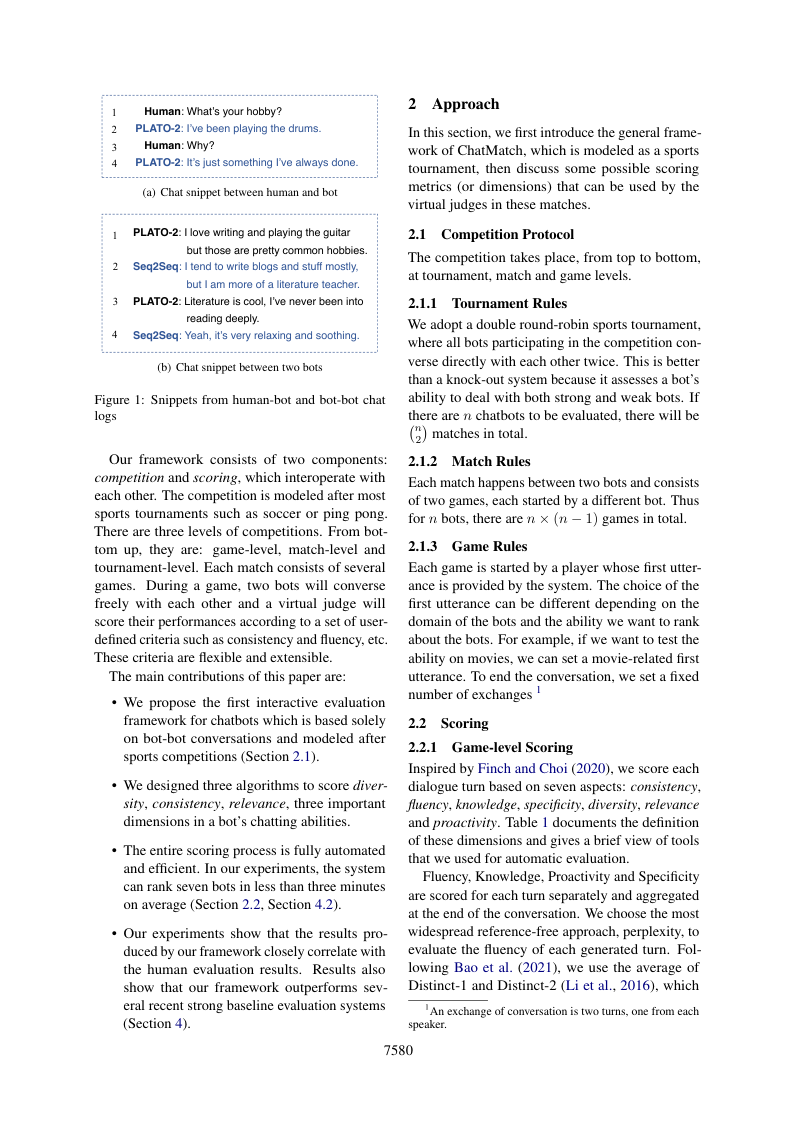 1 Human: What's your hobby?
2 PLATO-2: I've been playing the drums.
3 Human: Why?
4 PLATO-2: It's just something I've always done.
(a) Chat snippet between human and bot
1 PLATO-2: I love writing and playing the guitar
but those are pretty common hobbies.
2 Seq2Seq: I tend to write blogs and stuff mostly,
but I am more of a literature teacher.
3 PLATO-2: Literature is cool, I've never been into
reading deeply.
4 Seq2Seq: Yeah, it's very relaxing and soothing.
(b) Chat snippet between two bots
Figure 1: Snippets from human-bot and bot-bot chat
logs
Our framework consists of two components:
competition and scoring, which interoperate with
each other. The competition is modeled after most
sports tournaments such as soccer or ping pong.
There are three levels of competitions. From bot-
tom up, they are: game-level, match-level and
tournament-level. Each match consists of several
games. During a game, two bots will converse
freely with each other and a virtual judge will
score their performances according to a set of user-
defined criteria such as consistency and fluency, etc.
These criteria are flexible and extensible.
The main contributions of this paper are:
• We propose the first interactive evaluation
framework for chatbots which is based solely
on bot-bot conversations and modeled after
sports competitions (Section 2.1).
• We designed three algorithms to score diver-
sity, consistency, relevance, three important
dimensions in a bot's chatting abilities.
• The entire scoring process is fully automated
and efficient. In our experiments, the system
can rank seven bots in less than three minutes
on average (Section 2.2, Section 4.2).
• Our experiments show that the results pro-
duced by our framework closely correlate with
the human evaluation results. Results also
show that our framework outperforms sev-
eral recent strong baseline evaluation systems
(Section 4).
2 Approach
In this section, we first introduce the general frame-
work of ChatMatch, which is modeled as a sports
tournament, then discuss some possible scoring
metrics (or dimensions) that can be used by the
virtual judges in these matches.
2.1 Competition Protocol
The competition takes place, from top to bottom,
at tournament, match and game levels.
2.1.1 Tournament Rules
We adopt a double round-robin sports tournament,
where all bots participating in the competition con-
verse directly with each other twice. This is better
than a knock-out system because it assesses a bot's
ability to deal with both strong and weak bots. If
there are n chatbots to be evaluated, there will be
(n 2) matches in total.
2.1.2 Match Rules
Each match happens between two bots and consists
of two games, each started by a different bot. Thus
for n bots, there are n × (n − 1) games in total.
2.1.3 Game Rules
Each game is started by a player whose first utter-
ance is provided by the system. The choice of the
first utterance can be different depending on the
domain of the bots and the ability we want to rank
about the bots. For example, if we want to test the
ability on movies, we can set a movie-related first
utterance. To end the conversation, we set a fixed
number of exchanges 1
2.2 Scoring
2.2.1 Game-level Scoring
Inspired by Finch and Choi (2020), we score each
dialogue turn based on seven aspects: consistency,
fluency, knowledge, specificity, diversity, relevance
and proactivity. Table 1 documents the definition
of these dimensions and gives a brief view of tools
that we used for automatic evaluation.
Fluency, Knowledge, Proactivity and Specificity
are scored for each turn separately and aggregated
at the end of the conversation. We choose the most
widespread reference-free approach, perplexity, to
evaluate the fluency of each generated turn. Fol-
lowing Bao et al. (2021), we use the average of
Distinct-1 and Distinct-2 (Li et al., 2016), which
1An exchange of conversation is two turns, one from each
speaker.
7580